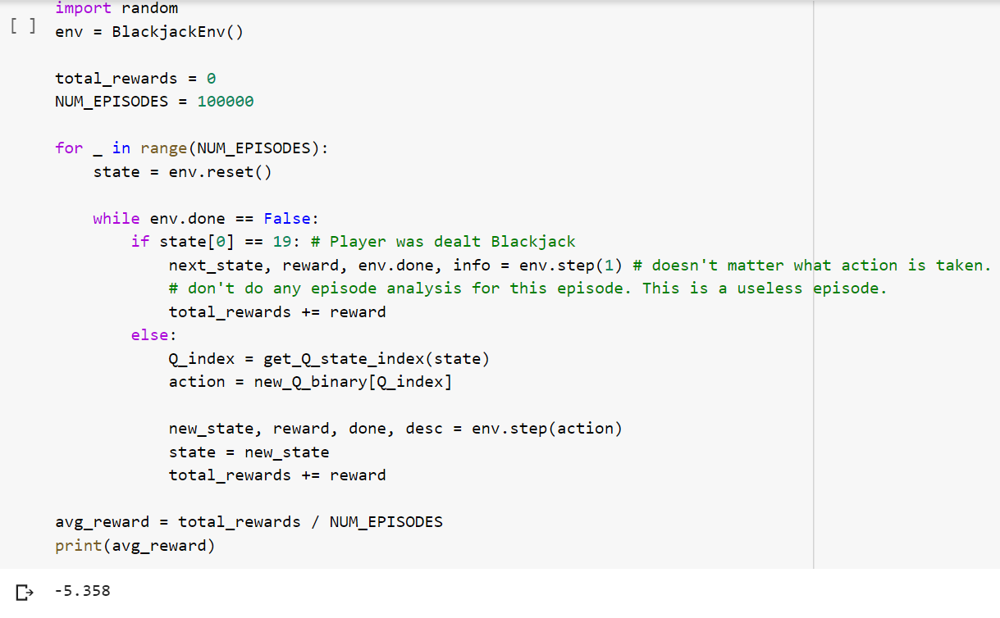 import random
[ ] env = BlackjackEnv()
total_rewards = 0
NUM_EPISODES = 100000
for _ in range(NUM_EPISODES):
    state = env.reset()
    while env.done == False:
        if state[0] == 19: # Player was dealt Blackjack
            next_state, reward, env.done, info = env.step(1) # doesn't matter what action is taken.
            # don't do any episode analysis for this episode. This is a useless episode.
            total_rewards += reward
        else:
            Q_index = get_Q_state_index(state)
            action = new_Q_binary[Q_index]
            new_state, reward, done, desc = env.step(action)
            state = new_state
            total_rewards += reward
avg_reward = total_rewards / NUM_EPISODES
print(avg_reward)
-5.358